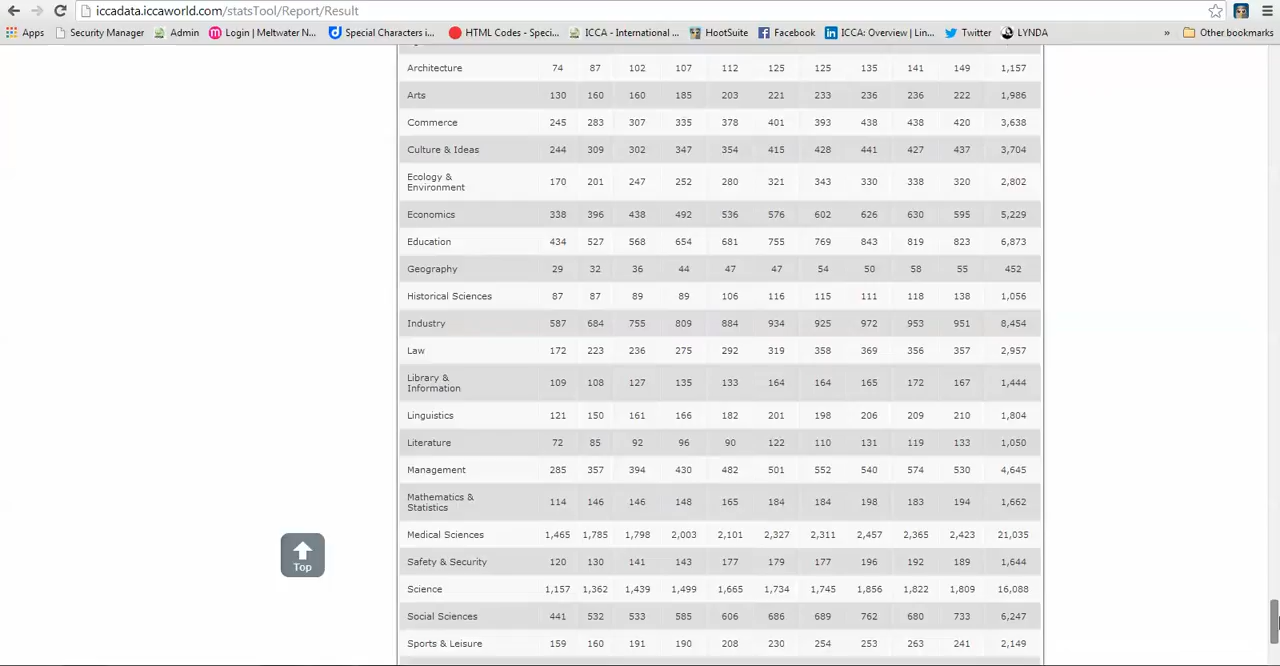 iccadata.iccaworld.com/statsTool/Report/Result
Apps Security Manager Admin Login | Meltwater N... Special Characters i... HTML Codes - Speci... ICCA - International ... HootSuite Facebook ICCA: Overview | Lin... Twitter LYNDA » Other bookmarks
Architecture 74 87 102 107 112 125 125 135 141 149 1,157
Arts 130 160 160 185 203 221 233 236 236 222 1,986
Commerce 245 283 307 335 378 401 393 438 438 420 3,638
Culture & Ideas 244 309 302 347 354 415 428 441 427 437 3,704
Ecology &
Environment 170 201 247 252 280 321 343 330 338 320 2,802
Economics 338 396 438 492 536 576 602 626 630 595 5,229
Education 434 527 568 654 681 755 769 843 819 823 6,873
Geography 29 32 36 44 47 47 54 50 58 55 452
Historical Sciences 87 87 89 89 106 116 115 111 118 138 1,056
Industry 587 684 755 809 884 934 925 972 953 951 8,454
Law 172 223 236 275 292 319 358 369 356 357 2,957
Library &
Information 109 108 127 135 133 164 164 165 172 167 1,444
Linguistics 121 150 161 166 182 201 198 206 209 210 1,804
Literature 72 85 92 96 90 122 110 131 119 133 1,050
Management 285 357 394 430 482 501 552 540 574 530 4,645
Mathematics &
Statistics 114 146 146 148 165 184 184 198 183 194 1,662
Medical Sciences 1,465 1,785 1,798 2,003 2,101 2,327 2,311 2,457 2,365 2,423 21,035
Safety & Security 120 130 141 143 177 179 177 196 192 189 1,644
Science 1,157 1,362 1,439 1,499 1,665 1,734 1,745 1,856 1,822 1,809 16,088
Social Sciences 441 532 533 585 606 686 689 762 680 733 6,247
Sports & Leisure 159 160 191 190 208 230 254 253 263 241 2,149
Top